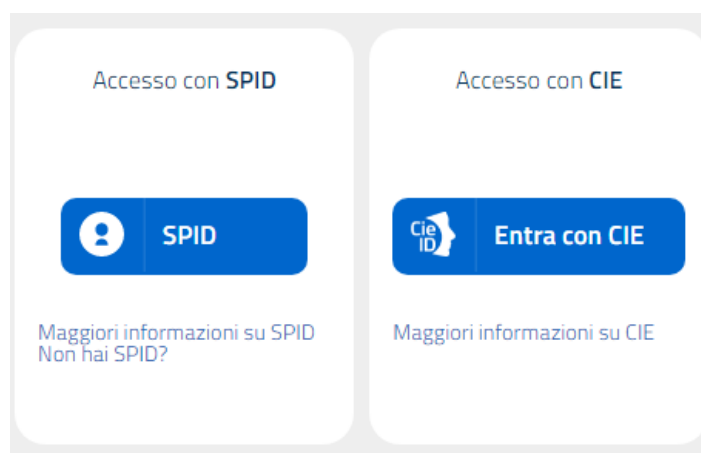 Accesso con SPID
SPID
Maggiori informazioni su SPID
Non hai SPID?
Accesso con CIE
Cie
ID
Entra con CIE
Maggiori informazioni su CIE